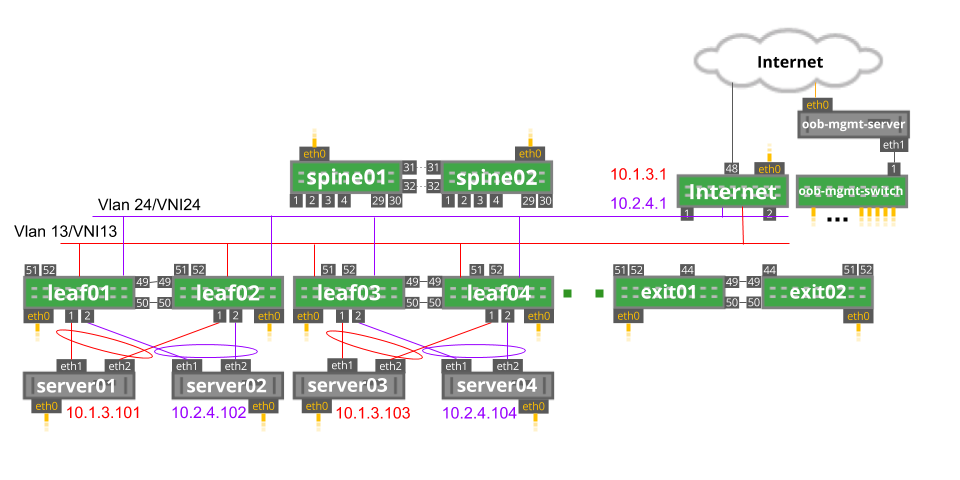 Internet
eth0
oob-mgmt-server
eth1
eth0 eth0
31 31
spine01 spine02
32 32
1 2 3 4 29 30 1 2 3 4 29 30
10.1.3.1
10.2.4.1
48 eth0
Internet
1 2
1
oob-mgmt-switch
...
Vlan 24/VNI24
Vlan 13/VNI13
51 52 51 52 51 52 51 52 51 52 44 44 51 52
49 49 49 49 49 49
leaf01 leaf02 leaf03 leaf04 exit01 exit02
50 50 50 50 50 50
eth0 1 2 1 2 eth0 eth0 1 2 1 2 eth0 eth0 eth0
eth1 eth2 eth1 eth2 eth1 eth2 eth1 eth2
server01 server02 server03 server04
eth0 10.1.3.101 10.2.4.102 eth0 eth0 10.1.3.103 10.2.4.104 eth0